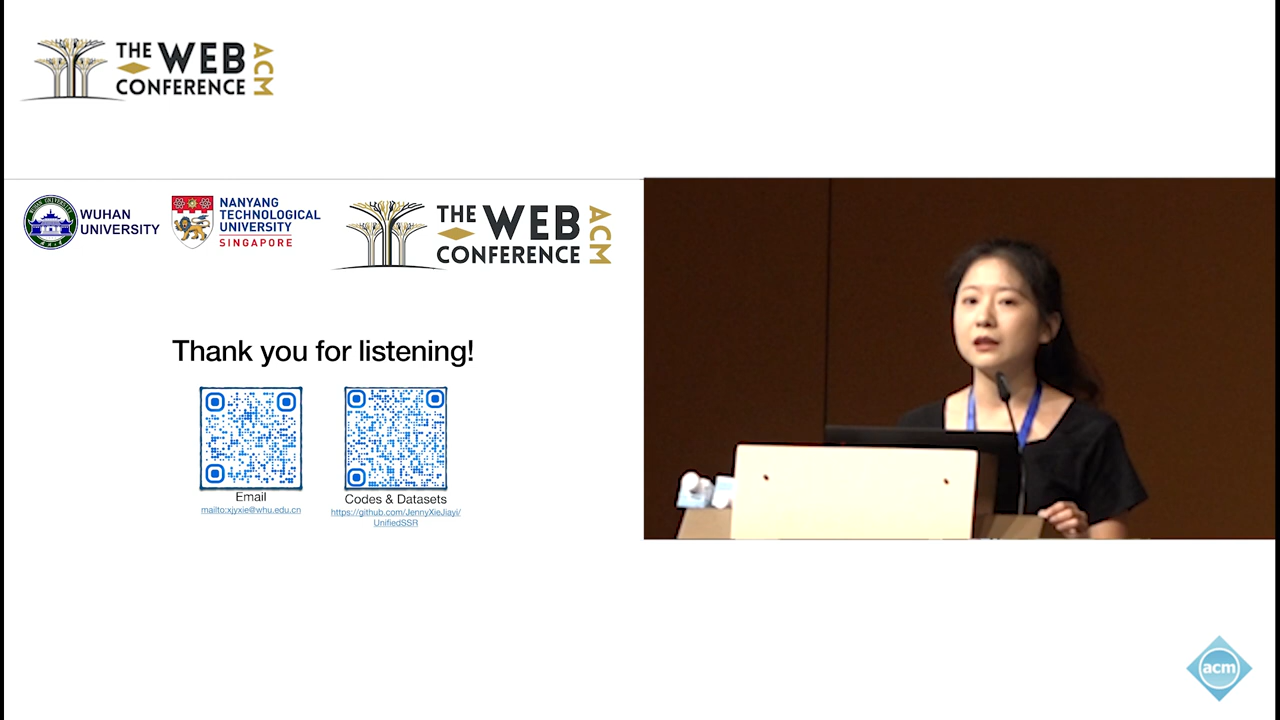 THE WEB
CONFERENCE
ACM
WUHAN
UNIVERSITY
NANYANG
TECHNOLOGICAL
UNIVERSITY
SINGAPORE
THE WEB
CONFERENCE
ACM
Thank you for listening!
Email
mailto:xjyxie@whu.edu.cn
Codes & Datasets
https://github.com/JennyXieJiayi/
UnifiedSSR
acm